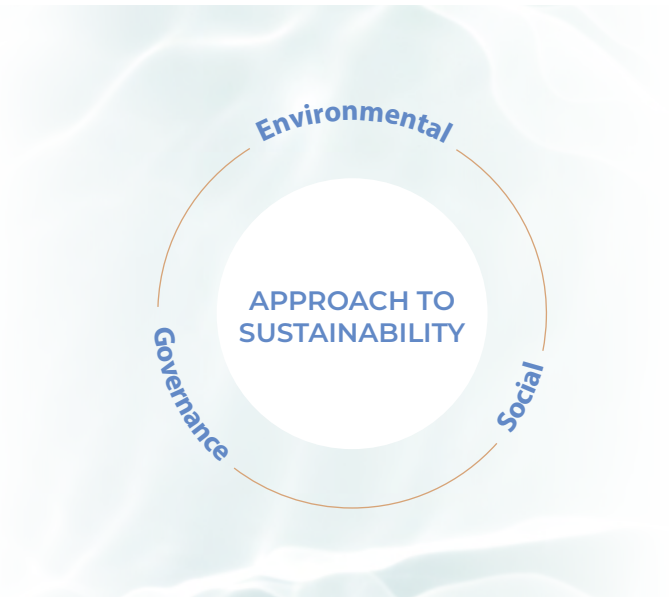 Environmental
APPROACH TO
SUSTAINABILITY
Governance
Social